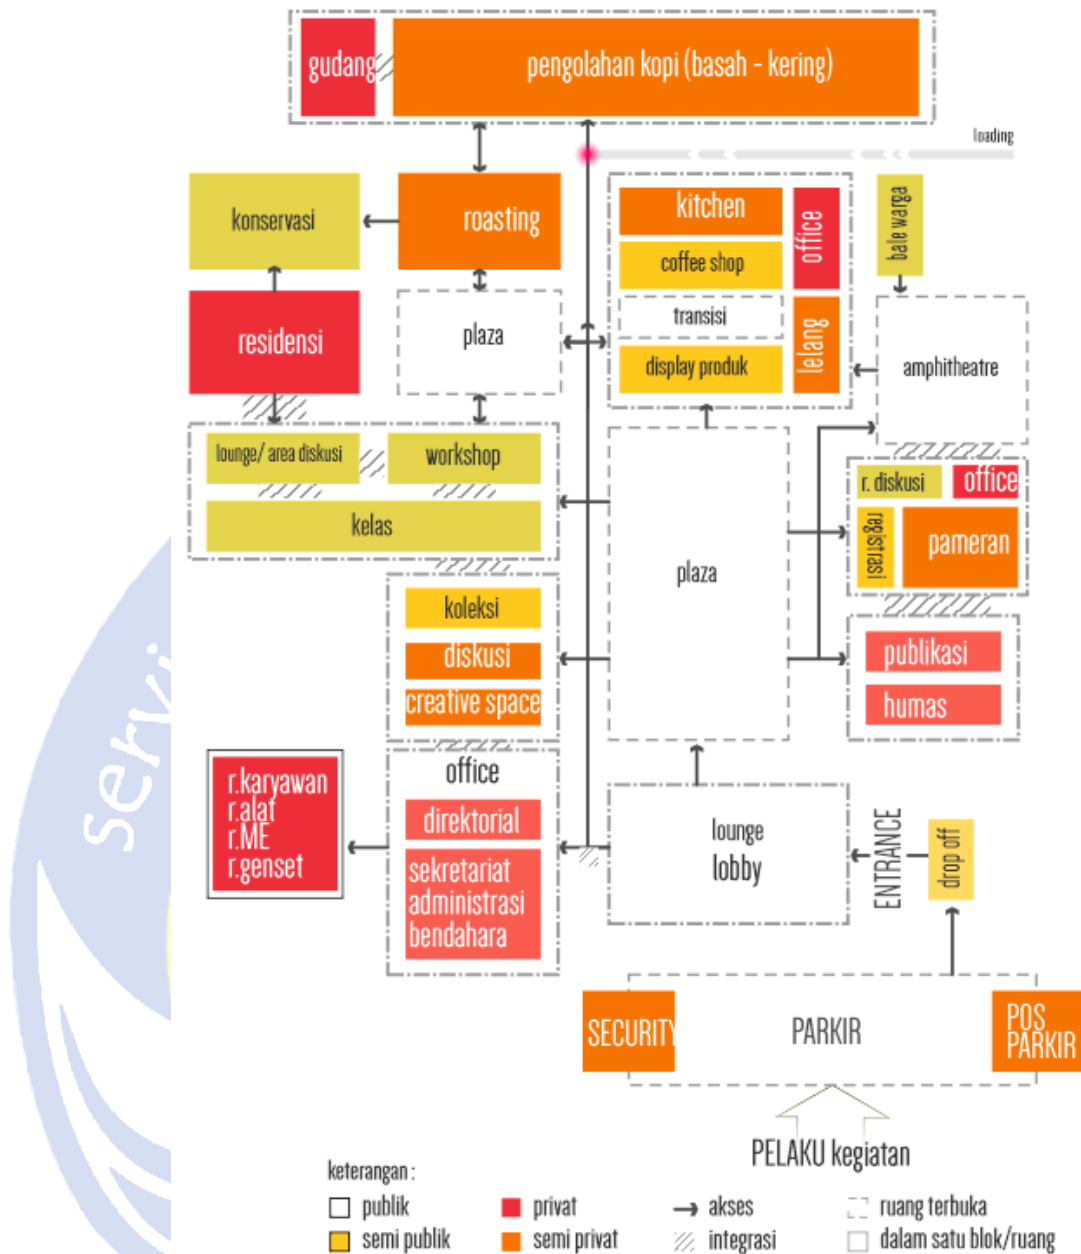 gudang
pengolahan kopi (basah - kering)
loading
konservasi
roasting
kitchen
office
bale warga
coffee shop
residensi
plaza
transisi
lelang
display produk
amphitheatre
lounge/ area diskusi
workshop
kelas
r. diskusi
office
registrasi
pameran
plaza
koleksi
diskusi
creative space
publikasi
humas
office
r.karyawan
r.alat
r.ME
r.genset
direktorial
sekretariat
administrasi
bendahara
lounge
lobby
ENTRANCE
drop off
Servi
SECURITY
PARKIR
POS
PARKIR
PELAKU kegiatan
keterangan :
publik
privat
akses
ruang terbuka
semi publik
semi privat
integrasi
dalam satu blok/ruang